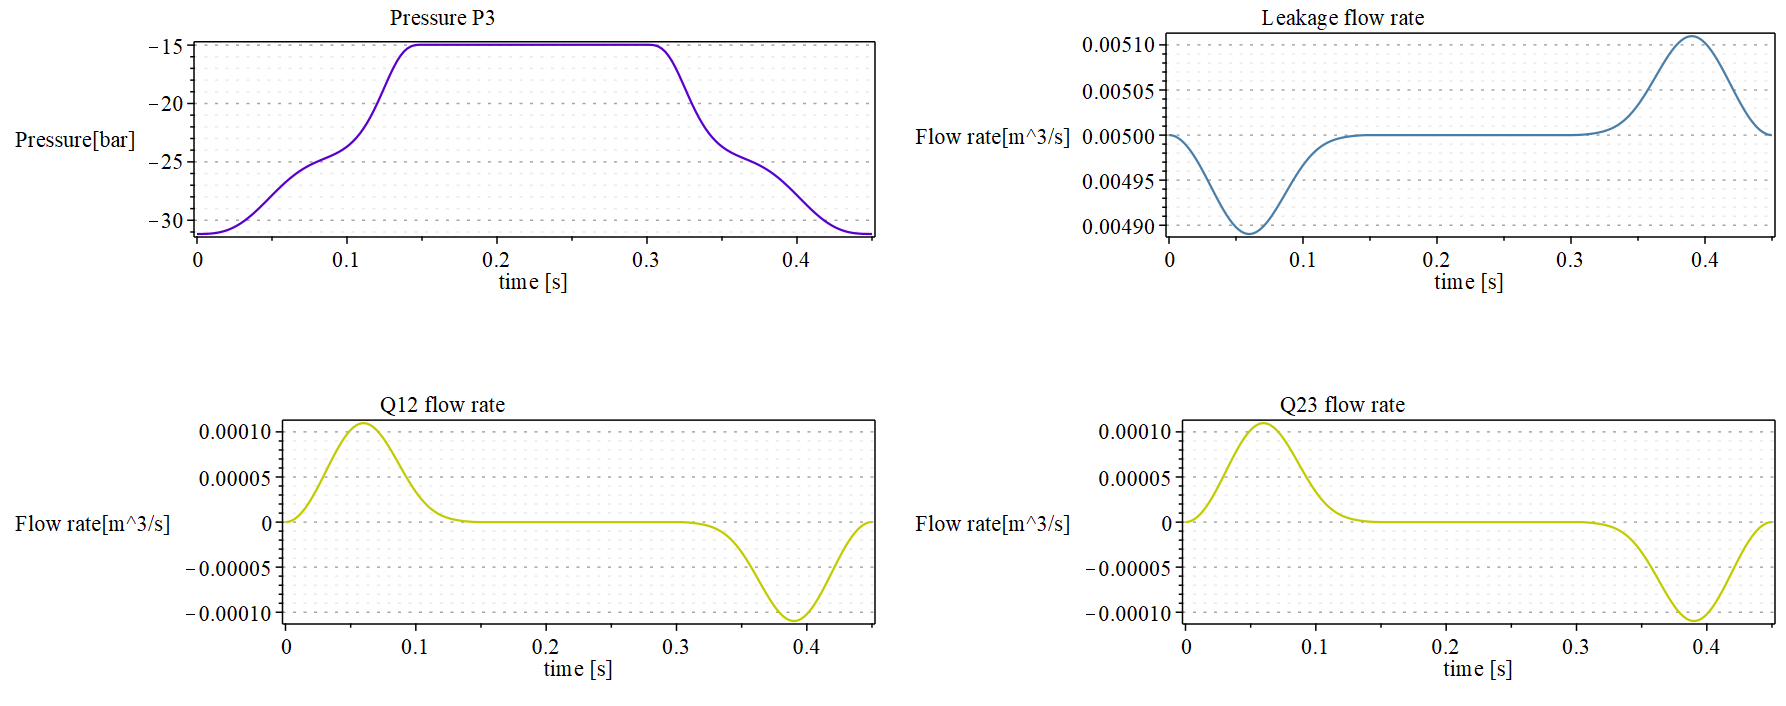 Pressure P3
Pressure[bar]
−15
−20
−25
−30
0 0.1 0.2 0.3 0.4
time [s]
Leakage flow rate
Flow rate[m^3/s]
0.00510
0.00505
0.00500
0.00495
0.00490
0 0.1 0.2 0.3 0.4
time [s]
Q12 flow rate
Flow rate[m^3/s]
0.00010
0.00005
0
−0.00005
−0.00010
0 0.1 0.2 0.3 0.4
time [s]
Q23 flow rate
Flow rate[m^3/s]
0.00010
0.00005
0
−0.00005
−0.00010
0 0.1 0.2 0.3 0.4
time [s]